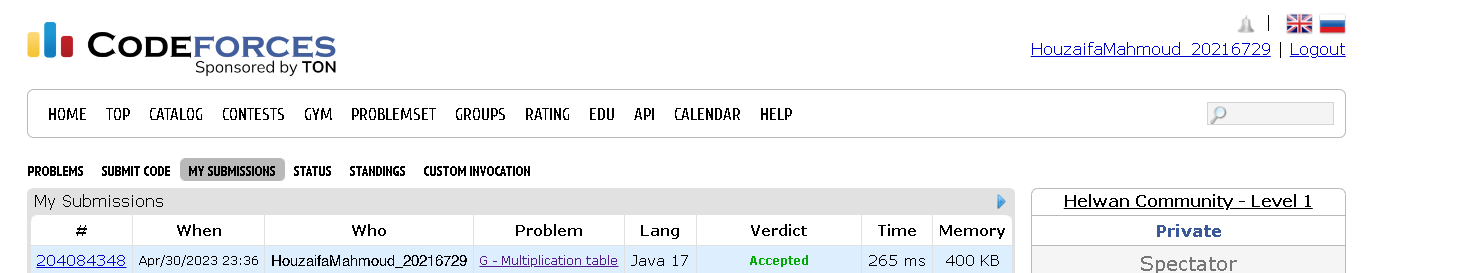 CODEFORCES
Sponsored by TON
|
HouzaifaMahmoud_20216729 | Logout
HOME TOP CATALOG CONTESTS GYM PROBLEMSET GROUPS RATING EDU API CALENDAR HELP
PROBLEMS SUBMIT CODE MY SUBMISSIONS STATUS STANDINGS CUSTOM INVOCATION
My Submissions
# When Who Problem Lang Verdict Time Memory
204084348 Apr/30/2023 23:36 HouzaifaMahmoud_20216729 G - Multiplication table Java 17 Accepted 265 ms 400 KB
Helwan Community - Level 1
Private
Spectator